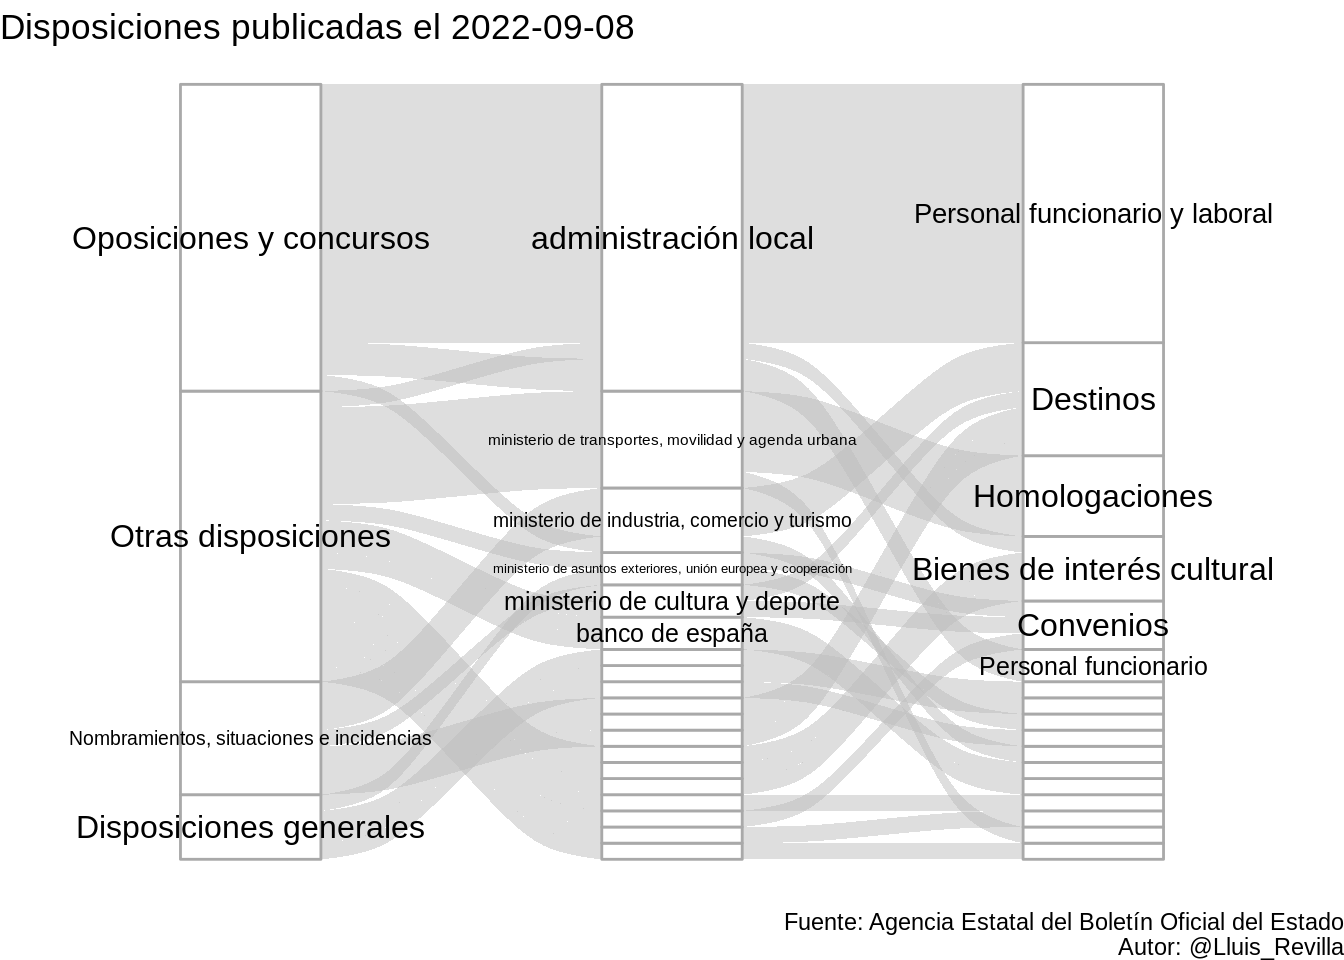 Disposiciones publicadas el 2022-09-08
Oposiciones y concursos
Otras disposiciones
Nombramientos, situaciones e incidencias
Disposiciones generales
administración local
ministerio de transportes, movilidad y agenda urbana
ministerio de industria, comercio y turismo
ministerio de asuntos exteriores, unión europea y cooperación
ministerio de cultura y deporte
banco de españa
Personal funcionario y laboral
Destinos
Homologaciones
Bienes de interés cultural
Convenios
Personal funcionario
Fuente: Agencia Estatal del Boletín Oficial del Estado
Autor: @Lluis_Revilla